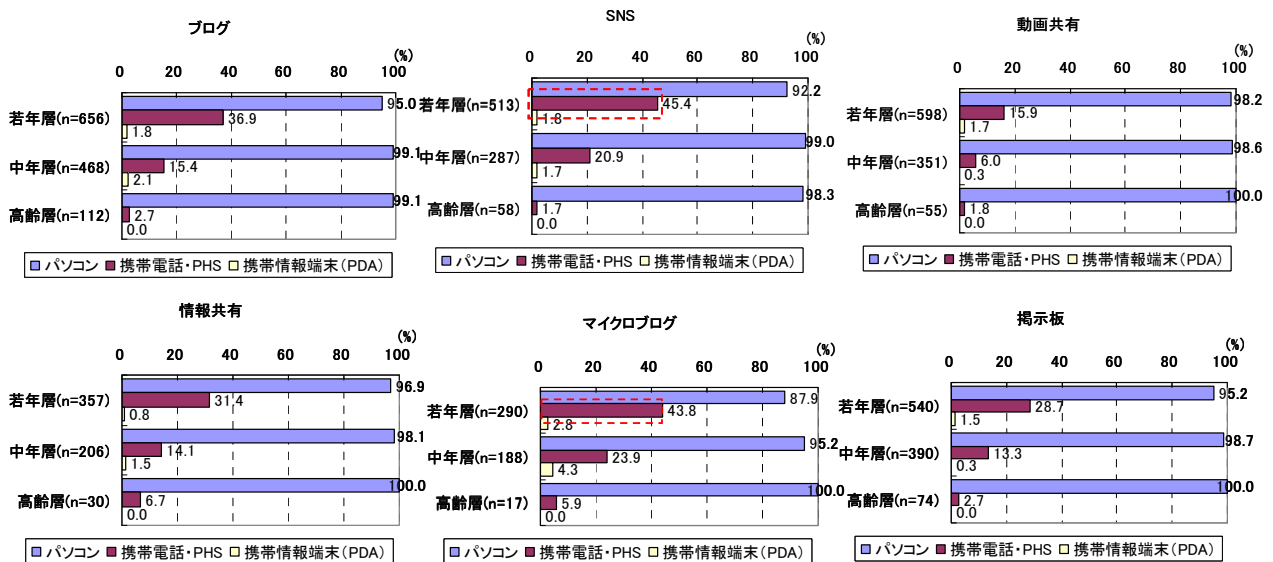 ブログ
(%)
0 20 40 60 80 100
若年層(n=656)
95.0
36.9
1.8
中年層(n=468)
99.1
15.4
2.1
高齢層(n=112)
99.1
2.7
0.0
パソコン 携帯電話・PHS 携帯情報端末(PDA)
SNS
(%)
0 20 40 60 80 100
若年層(n=513)
92.2
45.4
1.8
中年層(n=287)
99.0
20.9
1.7
高齢層(n=58)
98.3
1.7
0.0
パソコン 携帯電話・PHS 携帯情報端末(PDA)
動画共有
(%)
0 20 40 60 80 100
若年層(n=598)
98.2
15.9
1.7
中年層(n=351)
98.6
6.0
0.3
高齢層(n=55)
100.0
1.8
0.0
パソコン 携帯電話・PHS 携帯情報端末(PDA)
情報共有
(%)
0 20 40 60 80 100
若年層(n=357)
96.9
31.4
0.8
中年層(n=206)
98.1
14.1
1.5
高齢層(n=30)
100.0
6.7
0.0
パソコン 携帯電話・PHS 携帯情報端末(PDA)
マイクロブログ
(%)
0 20 40 60 80 100
若年層(n=290)
87.9
43.8
2.8
中年層(n=188)
95.2
23.9
4.3
高齢層(n=17)
100.0
5.9
0.0
パソコン 携帯電話・PHS 携帯情報端末(PDA)
掲示板
(%)
0 20 40 60 80 100
若年層(n=540)
95.2
28.7
1.5
中年層(n=390)
98.7
13.3
0.3
高齢層(n=74)
100.0
2.7
0.0
パソコン 携帯電話・PHS 携帯情報端末(PDA)